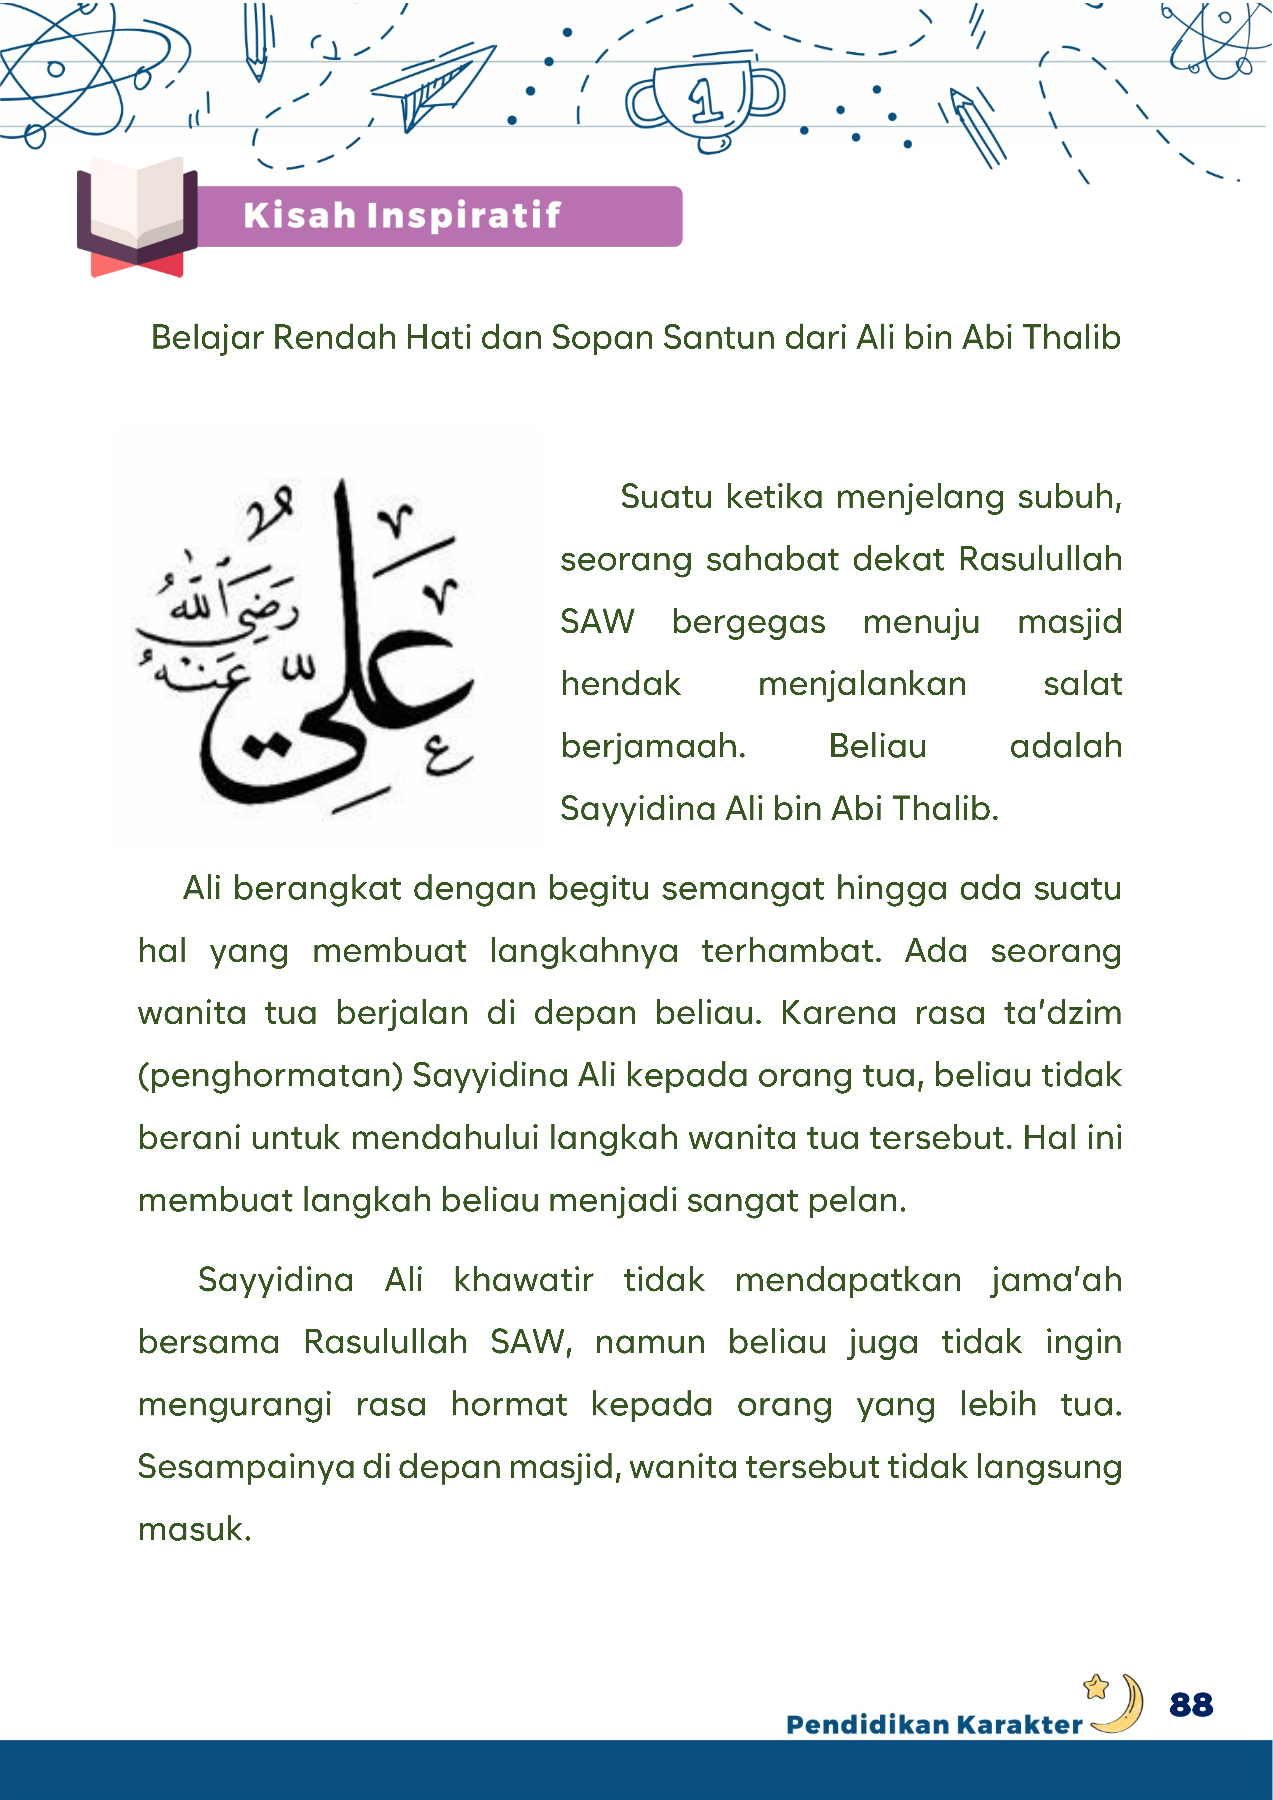 1
Kisah Inspiratif
Belajar Rendah Hati dan Sopan Santun dari Ali bin Abi Thalib
علي
رضي الله
عنه
Suatu ketika menjelang subuh,
seorang sahabat dekat Rasulullah
SAW bergegas menuju masjid
hendak menjalankan salat
berjamaah. Beliau adalah
Sayyidina Ali bin Abi Thalib.
Ali berangkat dengan begitu semangat hingga ada suatu
hal yang membuat langkahnya terhambat. Ada seorang
wanita tua berjalan di depan beliau. Karena rasa ta’dzim
(penghormatan) Sayyidina Ali kepada orang tua, beliau tidak
berani untuk mendahului langkah wanita tua tersebut. Hal ini
membuat langkah beliau menjadi sangat pelan.
Sayyidina Ali khawatir tidak mendapatkan jama’ah
bersama Rasulullah SAW, namun beliau juga tidak ingin
mengurangi rasa hormat kepada orang yang lebih tua.
Sesampainya di depan masjid, wanita tersebut tidak langsung
masuk.
Pendidikan Karakter
88